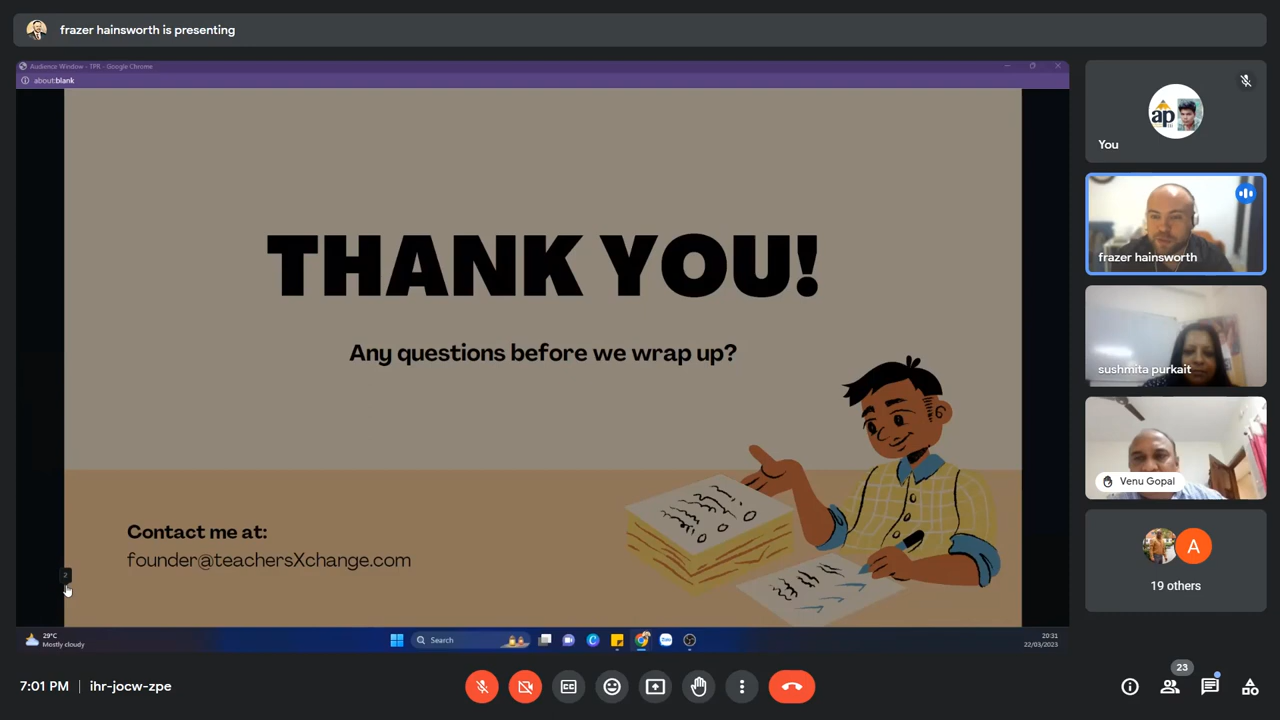 frazer hainsworth is presenting
Audience Window - TPR - Google Chrome
about:blank
THANK YOU!
Any questions before we wrap up?
Contact me at:
founder@teachersXchange.com
2
29°C
Mostly cloudy
Search
20:31
22/03/2023
ap
You
frazer hainsworth
sushmita purkait
Venu Gopal
A
19 others
7:01 PM | ihr-jocw-zpe
23